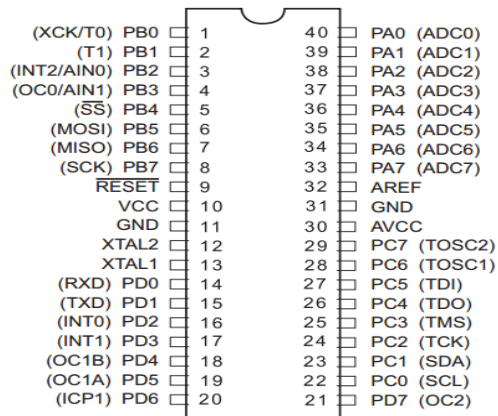 (XCK/T0) PB0 1 40 PA0 (ADC0)
(T1) PB1 2 39 PA1 (ADC1)
(INT2/AIN0) PB2 3 38 PA2 (ADC2)
(OC0/AIN1) PB3 4 37 PA3 (ADC3)
(S̅S̅) PB4 5 36 PA4 (ADC4)
(MOSI) PB5 6 35 PA5 (ADC5)
(MISO) PB6 7 34 PA6 (ADC6)
(SCK) PB7 8 33 PA7 (ADC7)
R̅E̅S̅E̅T̅ 9 32 AREF
VCC 10 31 GND
GND 11 30 AVCC
XTAL2 12 29 PC7 (TOSC2)
XTAL1 13 28 PC6 (TOSC1)
(RXD) PD0 14 27 PC5 (TDI)
(TXD) PD1 15 26 PC4 (TDO)
(INT0) PD2 16 25 PC3 (TMS)
(INT1) PD3 17 24 PC2 (TCK)
(OC1B) PD4 18 23 PC1 (SDA)
(OC1A) PD5 19 22 PC0 (SCL)
(ICP1) PD6 20 21 PD7 (OC2)